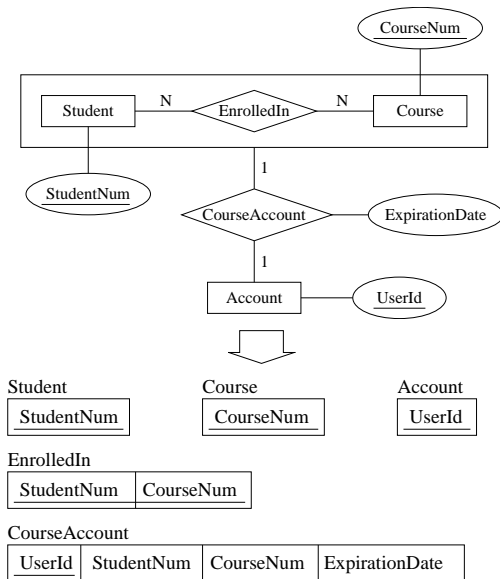 CourseNum
Student N EnrolledIn N Course
StudentNum
1
CourseAccount ExpirationDate
1
Account UserId
Student Course Account
StudentNum CourseNum UserId
EnrolledIn
StudentNum CourseNum
CourseAccount
UserId StudentNum CourseNum ExpirationDate